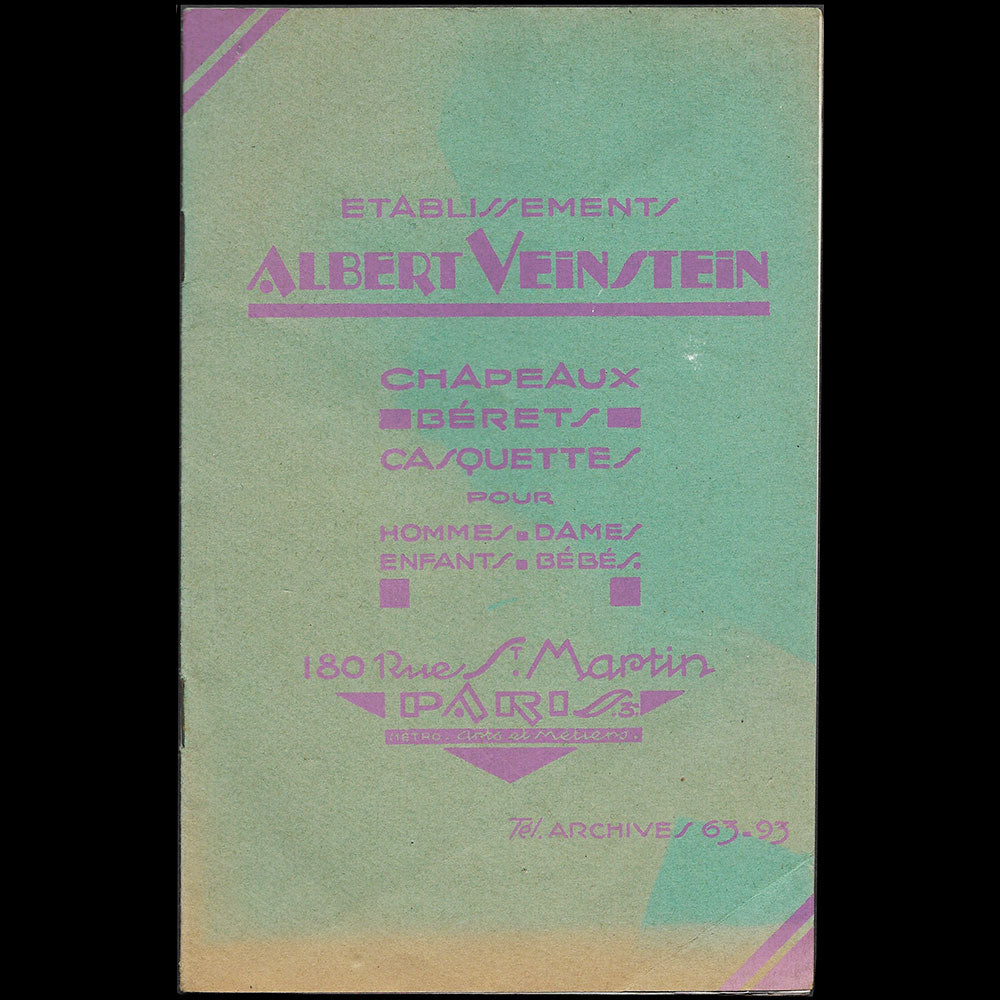 ETABLISSEMENTS
ALBERT VEINSTEIN
CHAPEAUX
BÉRETS
CASQUETTES
POUR
HOMMES. DAMES
ENFANTS. BÉBÉS.
180 Rue St. Martin
PARIS.3e
MÉTRO. Arts et Métiers.
Tél. ARCHIVES 63-93